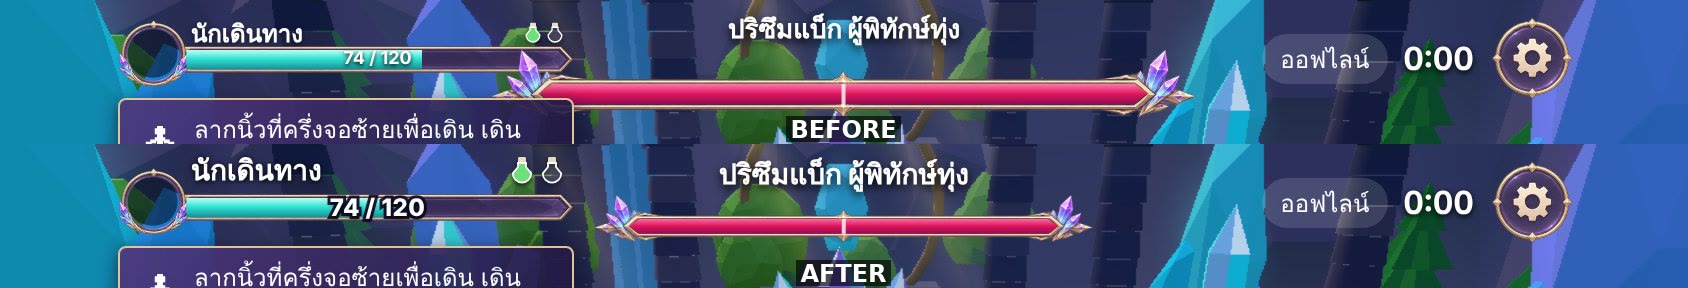 นักเดินทาง
ปริซึมแบ็ก ผู้พิทักษ์ทุ่ง
74 / 120
ออฟไลน์ 0:00
ลากนิ้วที่ครึ่งจอซ้ายเพื่อเดิน เดิน
BEFORE
นักเดินทาง
ปริซึมแบ็ก ผู้พิทักษ์ทุ่ง
74 / 120
ออฟไลน์ 0:00
ลากนิ้วที่ครึ่งจอซ้ายเพื่อเดิน เดิน
AFTER